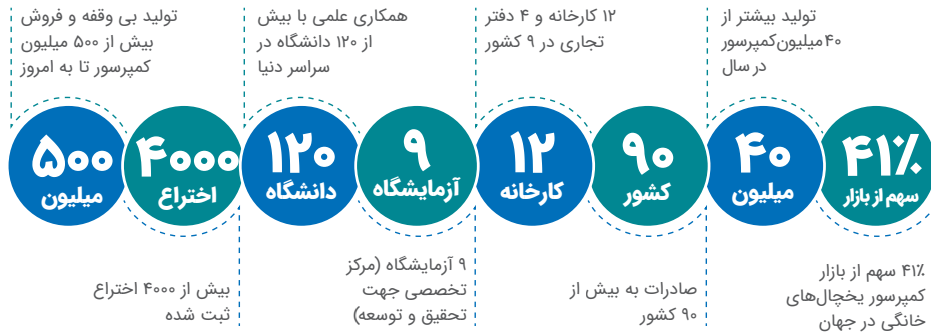 تولید بیشتر از
۴۰میلیون‌کمپرسور
در سال
۱۲ کارخانه و ۴ دفتر
تجاری در ۹ کشور
همکاری علمی با بیش
از ۱۲۰ دانشگاه در
سراسر دنیا
تولید بی وقفه و فروش
بیش از ۵۰۰ میلیون
کمپرسور تا به امروز
۴۱٪
سهم از بازار
۴۰
میلیون
۹۰
کشور
۱۲
کارخانه
۹
آزمایشگاه
۱۲۰
دانشگاه
۴۰۰۰
اختراع
۵۰۰
میلیون
۴۱٪ سهم از بازار
کمپرسور یخچال‌های
خانگی در جهان
صادرات به بیش از
۹۰ کشور
۹ آزمایشگاه (مرکز
تخصصی جهت
تحقیق و توسعه)
بیش از ۴۰۰۰ اختراع
ثبت شده